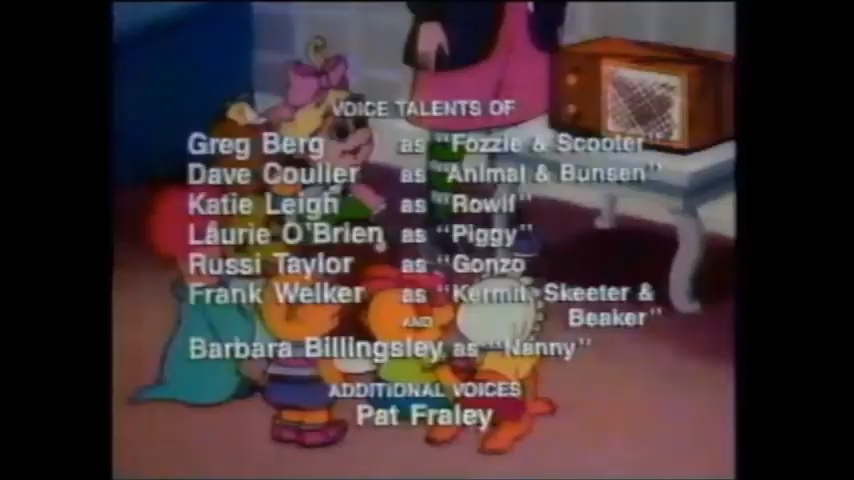 VOICE TALENTS OF
Greg Berg as "Fozzie & Scooter"
Dave Coulier as "Animal & Bunsen"
Katie Leigh as "Rowlf"
Laurie O'Brien as "Piggy"
Russi Taylor as "Gonzo
Frank Welker as "Kermit, Skeeter &
Beaker"
AND
Barbara Billingsley as "Nanny"
ADDITIONAL VOICES
Pat Fraley